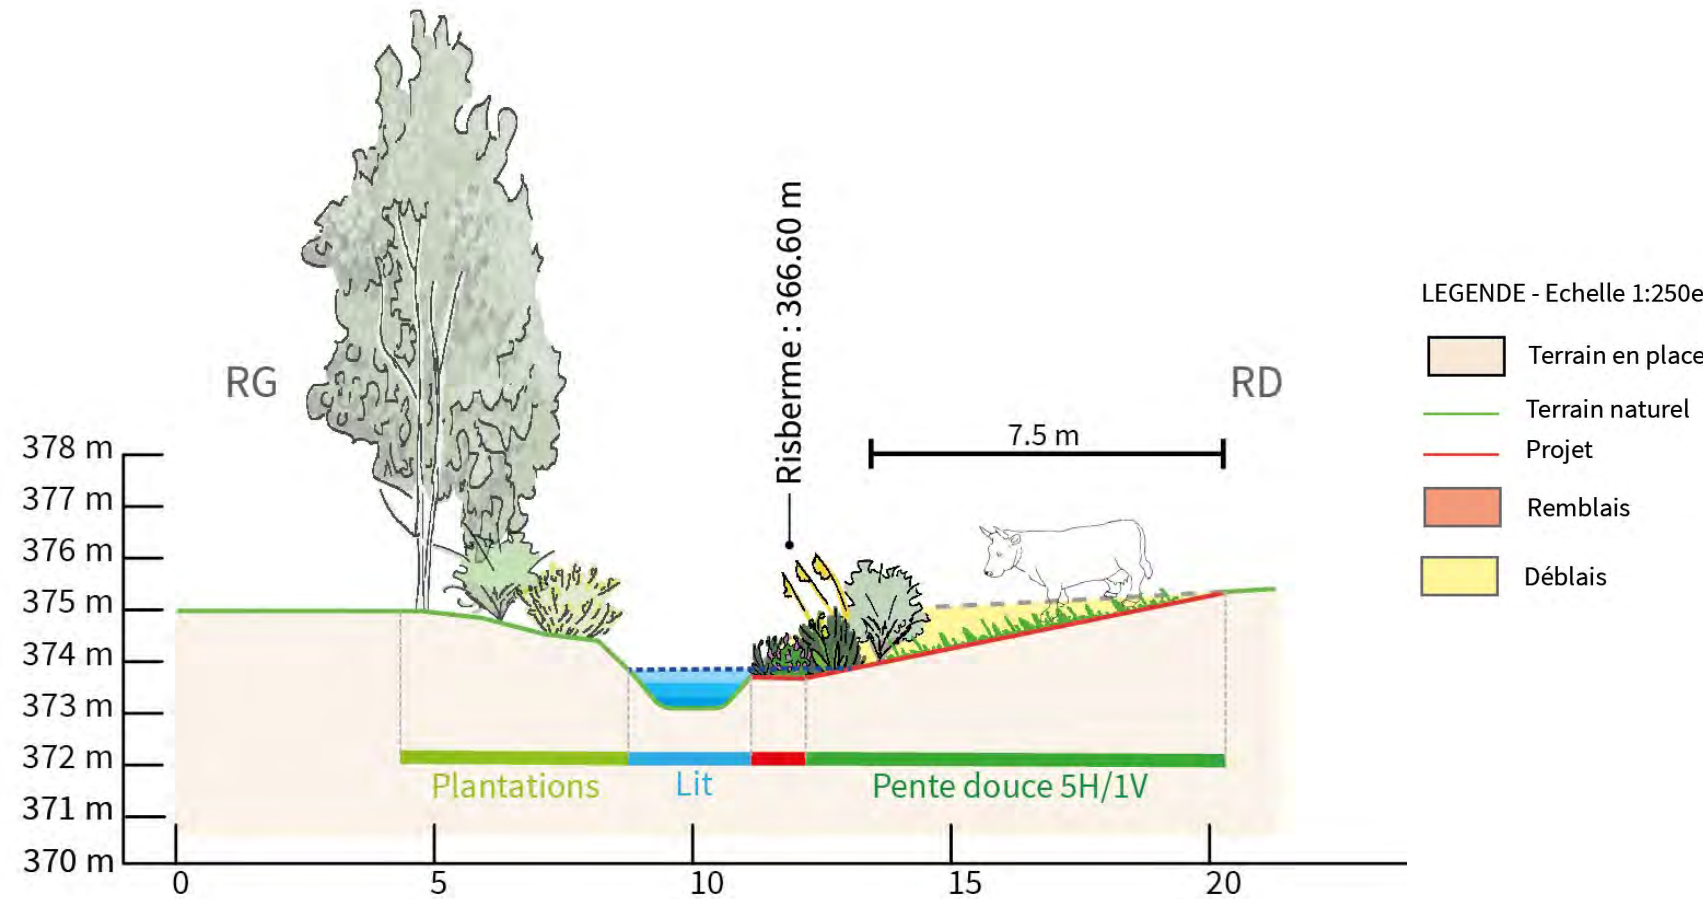 Risberme : 366.60 m
RG
RD
7.5 m
378 m
377 m
376 m
375 m
374 m
373 m
372 m
371 m
370 m
Plantations
Lit
Pente douce 5H/1V
0
5
10
15
20
LEGENDE - Echelle 1:250e
Terrain en place
Terrain naturel
Projet
Remblais
Déblais